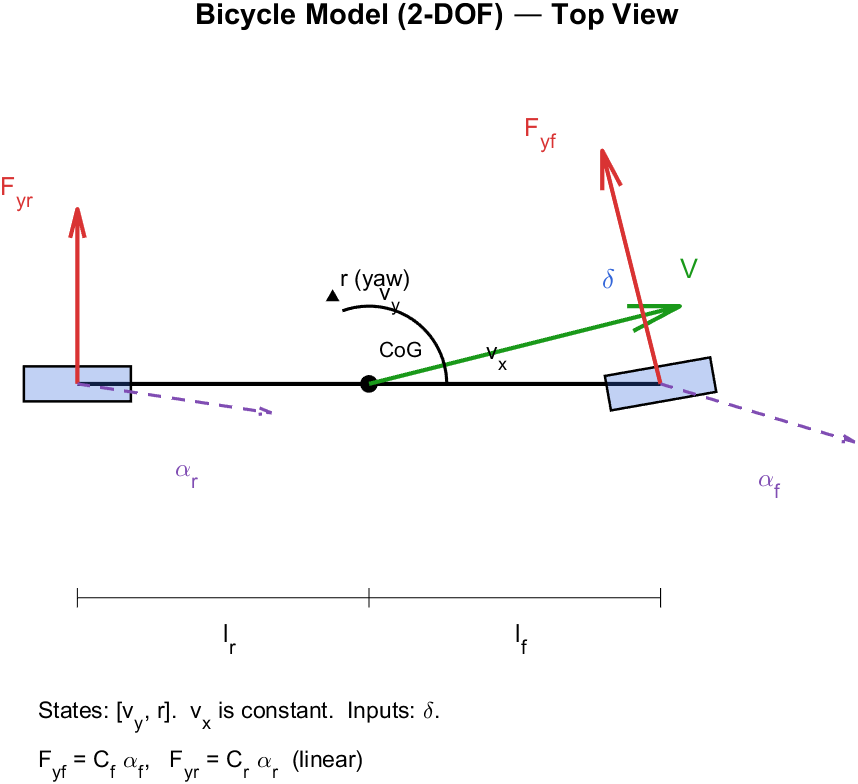 Bicycle Model (2-DOF) — Top View
F_yf
F_yr
δ
V
r (yaw)
v_y
CoG
v_x
α_r
α_f
l_r
l_f
States: [v_y, r].  v_x is constant.  Inputs: δ.
F_yf = C_f α_f,   F_yr = C_r α_r  (linear)